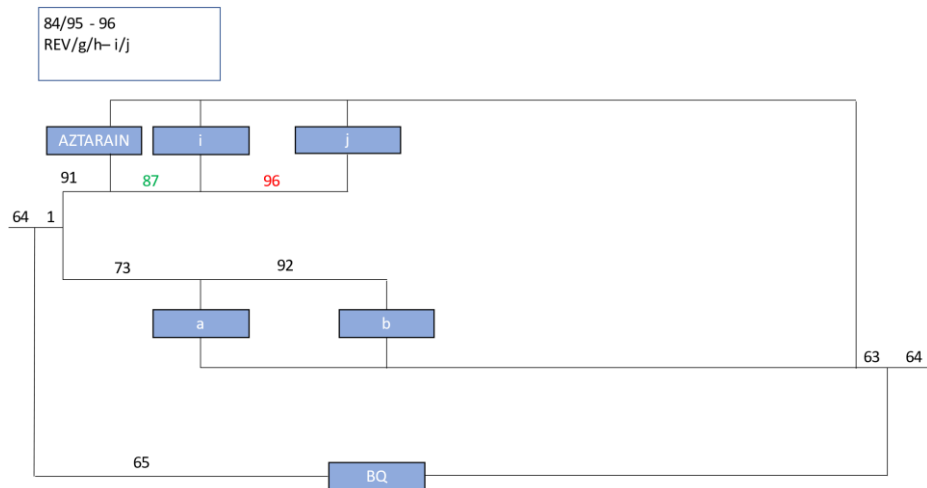 84/95 - 96
REV/g/h– i/j
AZTARAIN
i
j
91
87
96
64
1
73
92
a
b
63
64
65
BQ